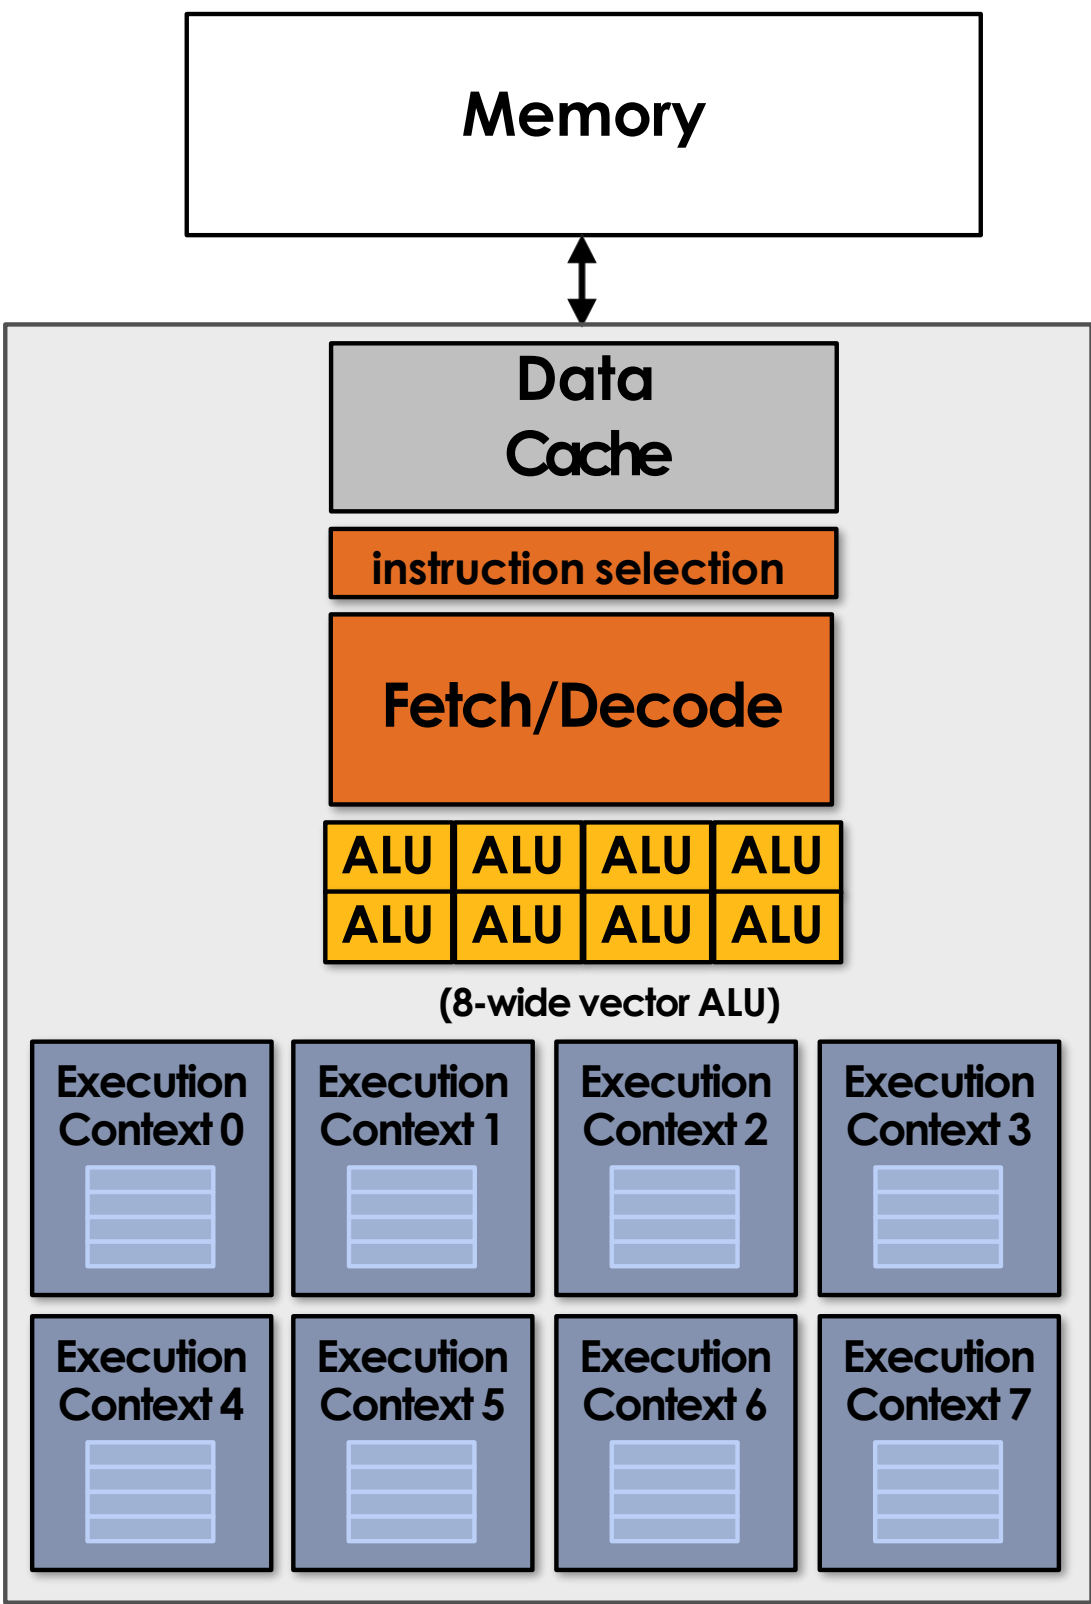 Memory
Data
Cache
instruction selection
Fetch/Decode
ALU ALU ALU ALU
ALU ALU ALU ALU
(8-wide vector ALU)
Execution Context 0
Execution Context 1
Execution Context 2
Execution Context 3
Execution Context 4
Execution Context 5
Execution Context 6
Execution Context 7